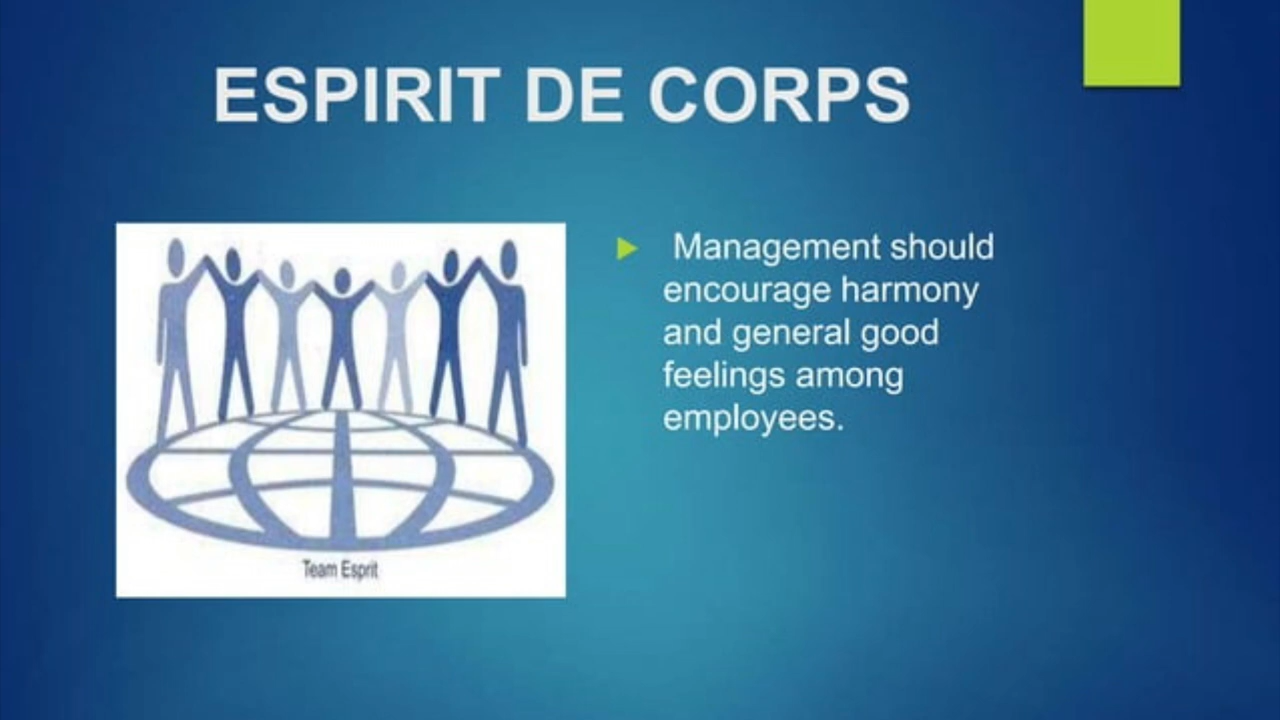 ESPIRIT DE CORPS
Management should
encourage harmony
and general good
feelings among
employees.
Team Esprit